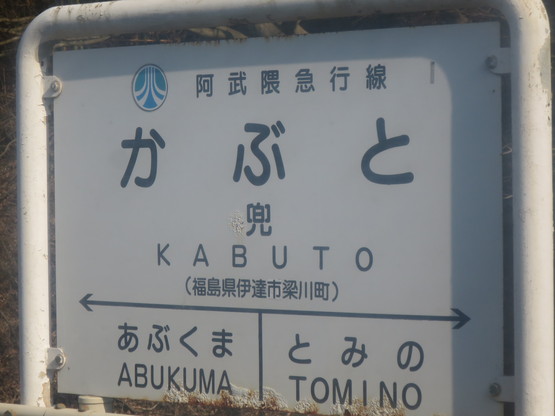 阿武隈急行線
かぶと
兜
KABUTO
(福島県伊達市梁川町)
あぶくま とみの
ABUKUMA TOMINO